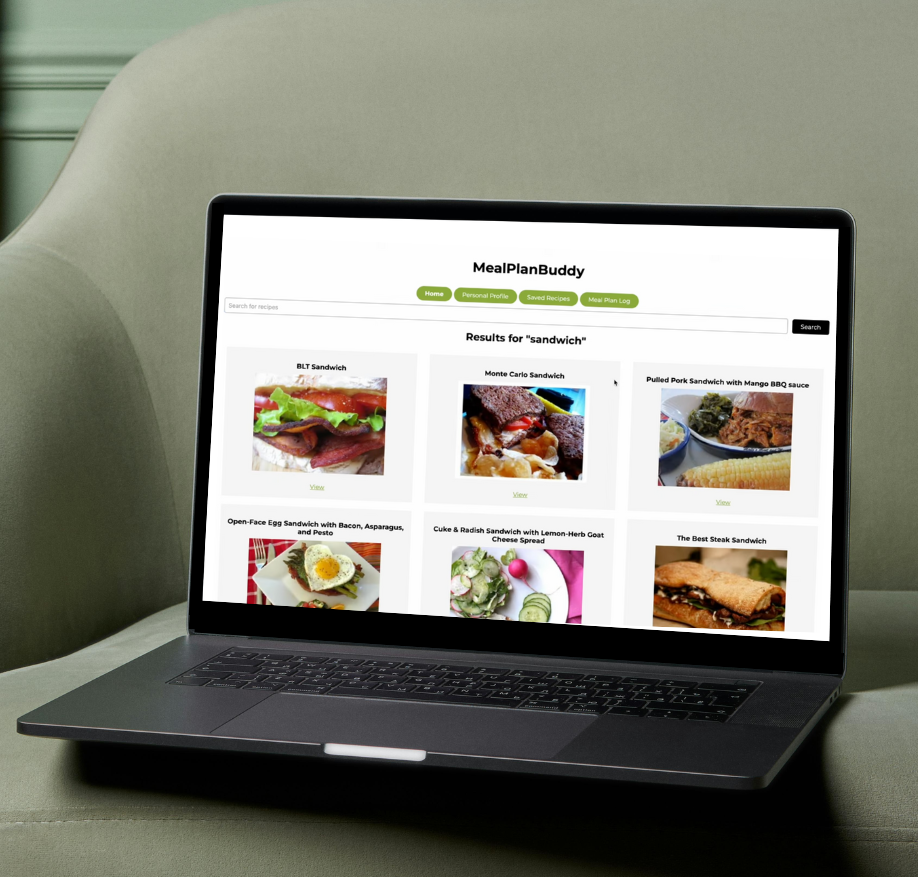 MealPlanBuddy
Home
Personal Profile
Saved Recipes
Meal Plan Log
Search for recipes
Search
Results for "sandwich"
BLT Sandwich
Monte Carlo Sandwich
Pulled Pork Sandwich with Mango BBQ sauce
View
View
View
Open-Face Egg Sandwich with Bacon, Asparagus,
and Pesto
Cuke & Radish Sandwich with Lemon-Herb Goat
Cheese Spread
The Best Steak Sandwich